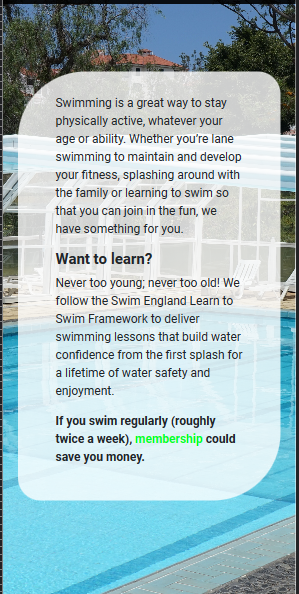 Swimming is a great way to stay
physically active, whatever your
age or ability. Whether you're lane
swimming to maintain and develop
your fitness, splashing around with
the family or learning to swim so
that you can join in the fun, we
have something for you.
Want to learn?
Never too young; never too old! We
follow the Swim England Learn to
Swim Framework to deliver
swimming lessons that build water
confidence from the first splash for
a lifetime of water safety and
enjoyment.
If you swim regularly (roughly
twice a week), membership could
save you money.